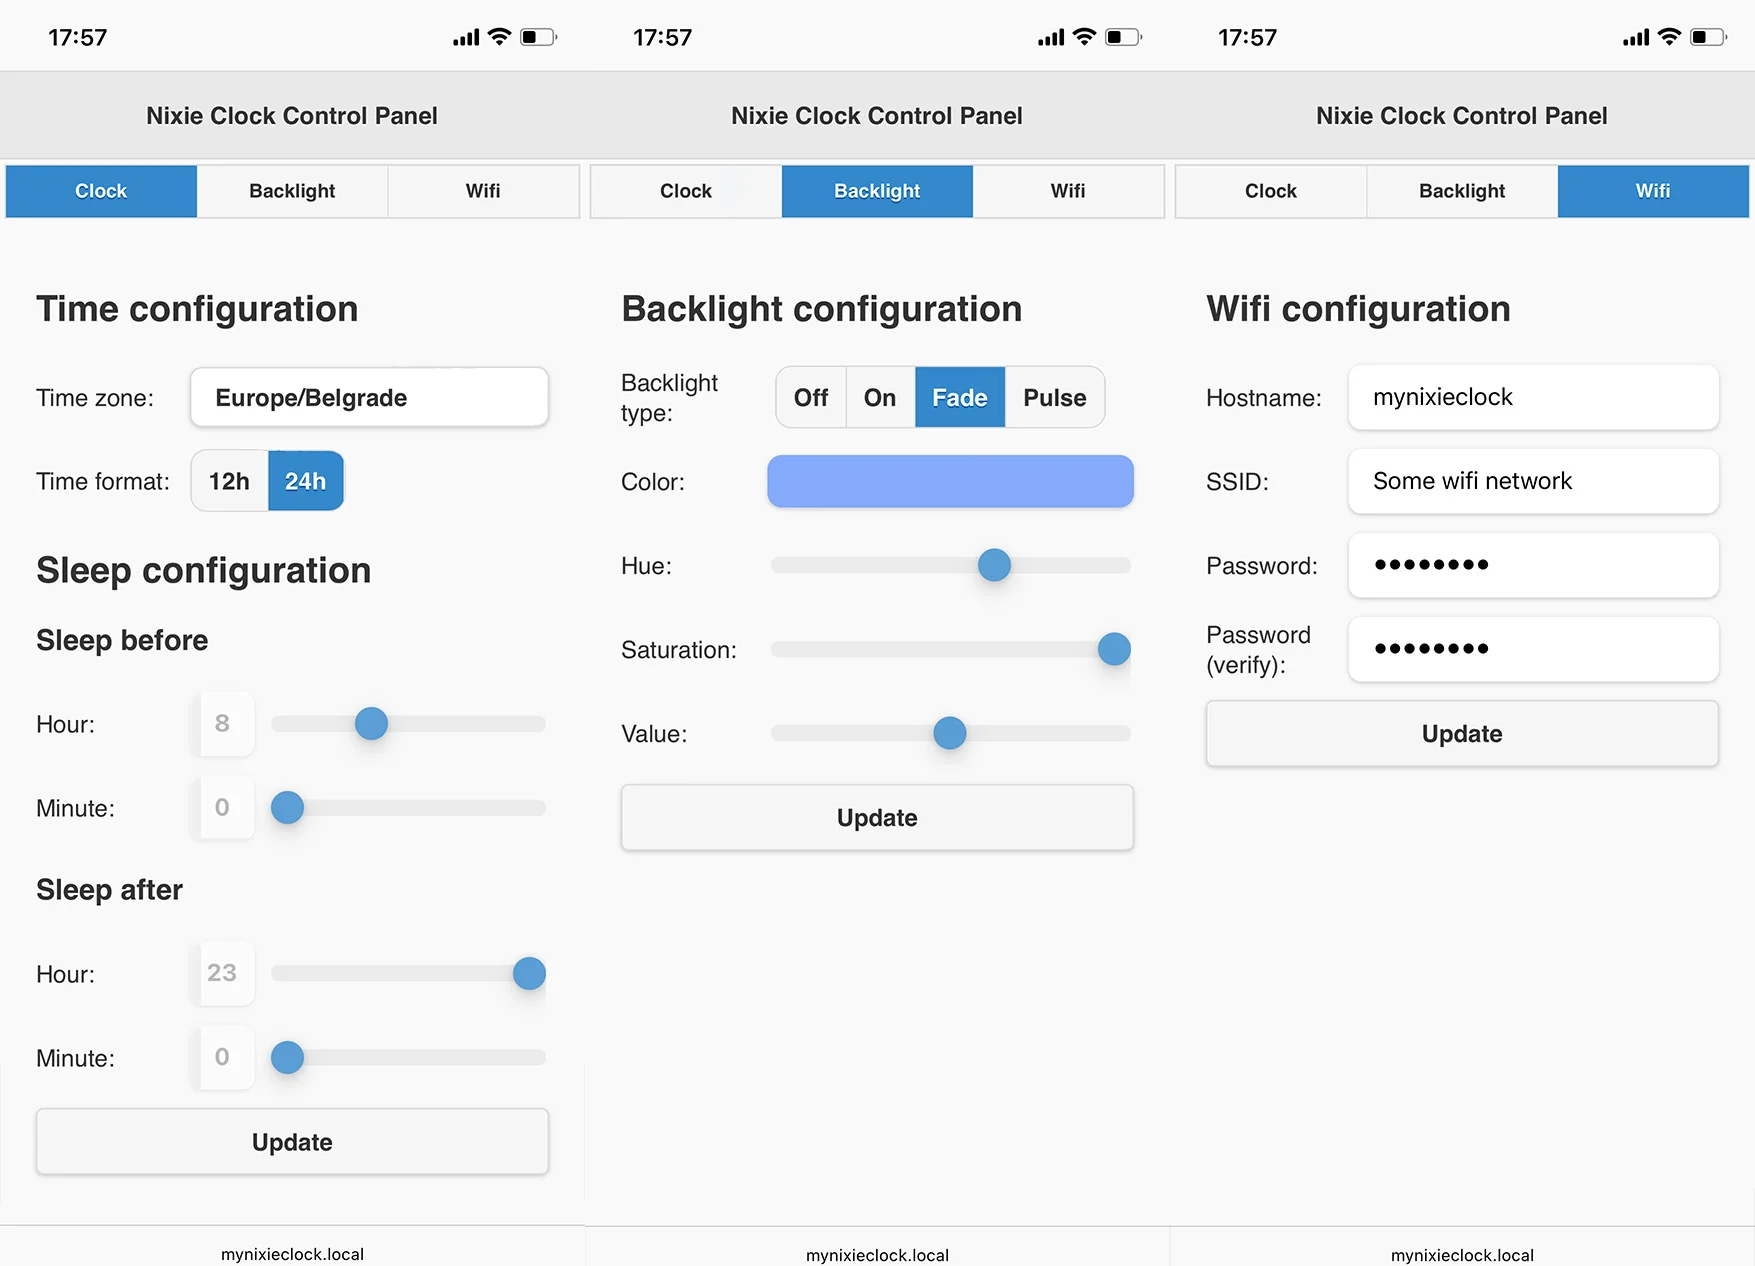 17:57
Nixie Clock Control Panel
Clock Backlight Wifi
Time configuration
Time zone: Europe/Belgrade
Time format: 12h 24h
Sleep configuration
Sleep before
Hour: 8
Minute: 0
Sleep after
Hour: 23
Minute: 0
Update
mynixieclock.local
17:57
Nixie Clock Control Panel
Clock Backlight Wifi
Backlight configuration
Backlight
type: Off On Fade Pulse
Color:
Hue:
Saturation:
Value:
Update
mynixieclock.local
17:57
Nixie Clock Control Panel
Clock Backlight Wifi
Wifi configuration
Hostname: mynixieclock
SSID: Some wifi network
Password: ••••••••
Password
(verify): ••••••••
Update
mynixieclock.local